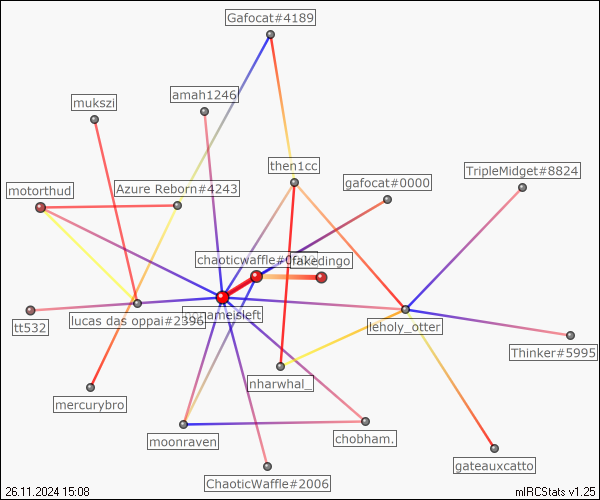 Gafocat#4189
amah1246
mukszi
then1cc
TripleMidget#8824
gafocat#0000
motorthud
Azure Reborn#4243
chaoticwaffle#0
fakedingo
lucas das oppai#2396
leholy_otter
tt532
Thinker#5995
nharwhal_
mercurybro
moonraven
chobham.
gateauxcatto
ChaoticWaffle#2006
26.11.2024 15:08
mIRCStats v1.25